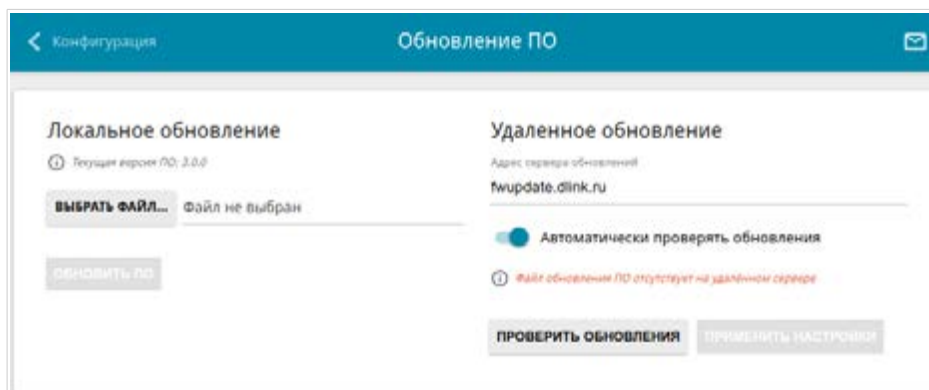 Конфигурация
Обновление ПО
Локальное обновление
Текущая версия ПО: 3.0.0
ВЫБРАТЬ ФАЙЛ... Файл не выбран
ОБНОВИТЬ ПО
Удаленное обновление
Адрес сервера обновлений
fwupdate.dlink.ru
Автоматически проверять обновления
Файл обновления ПО отсутствует на удалённом сервере
ПРОВЕРИТЬ ОБНОВЛЕНИЯ ПРИМЕНИТЬ НАСТРОЙКИ